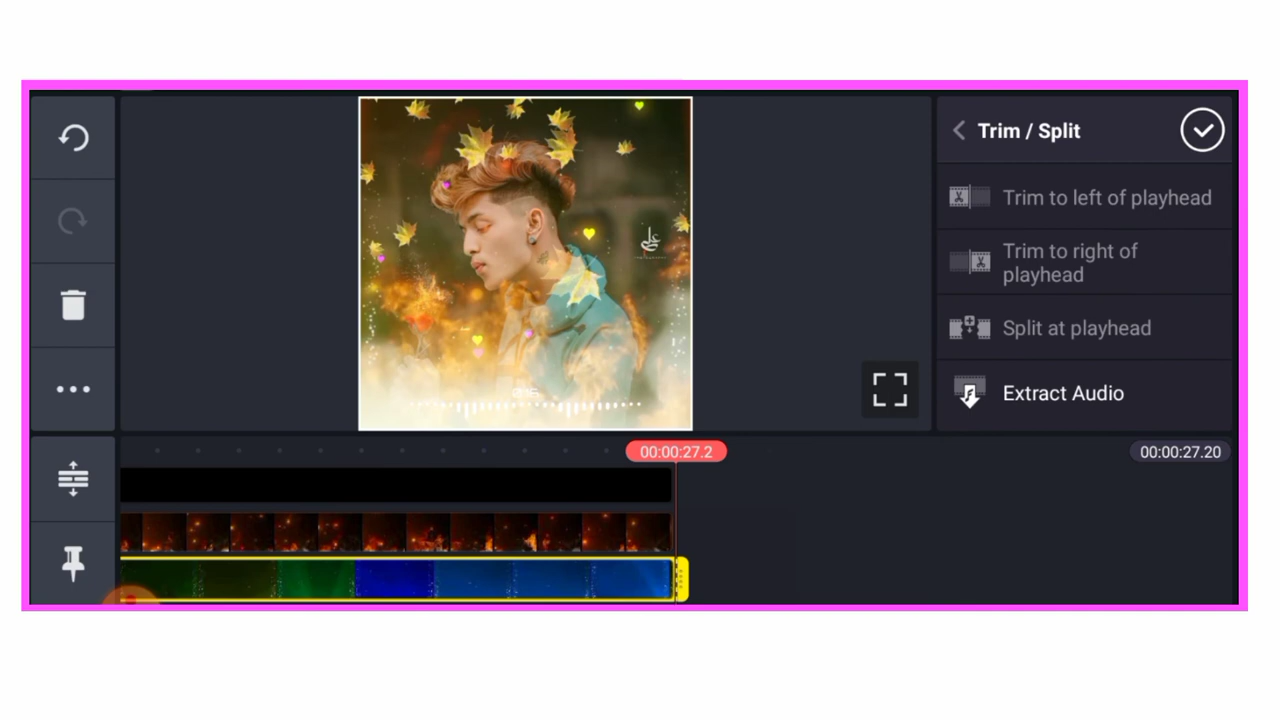 Trim / Split
Trim to left of playhead
Trim to right of
playhead
Split at playhead
Extract Audio
00:00:27.2
00:00:27.20